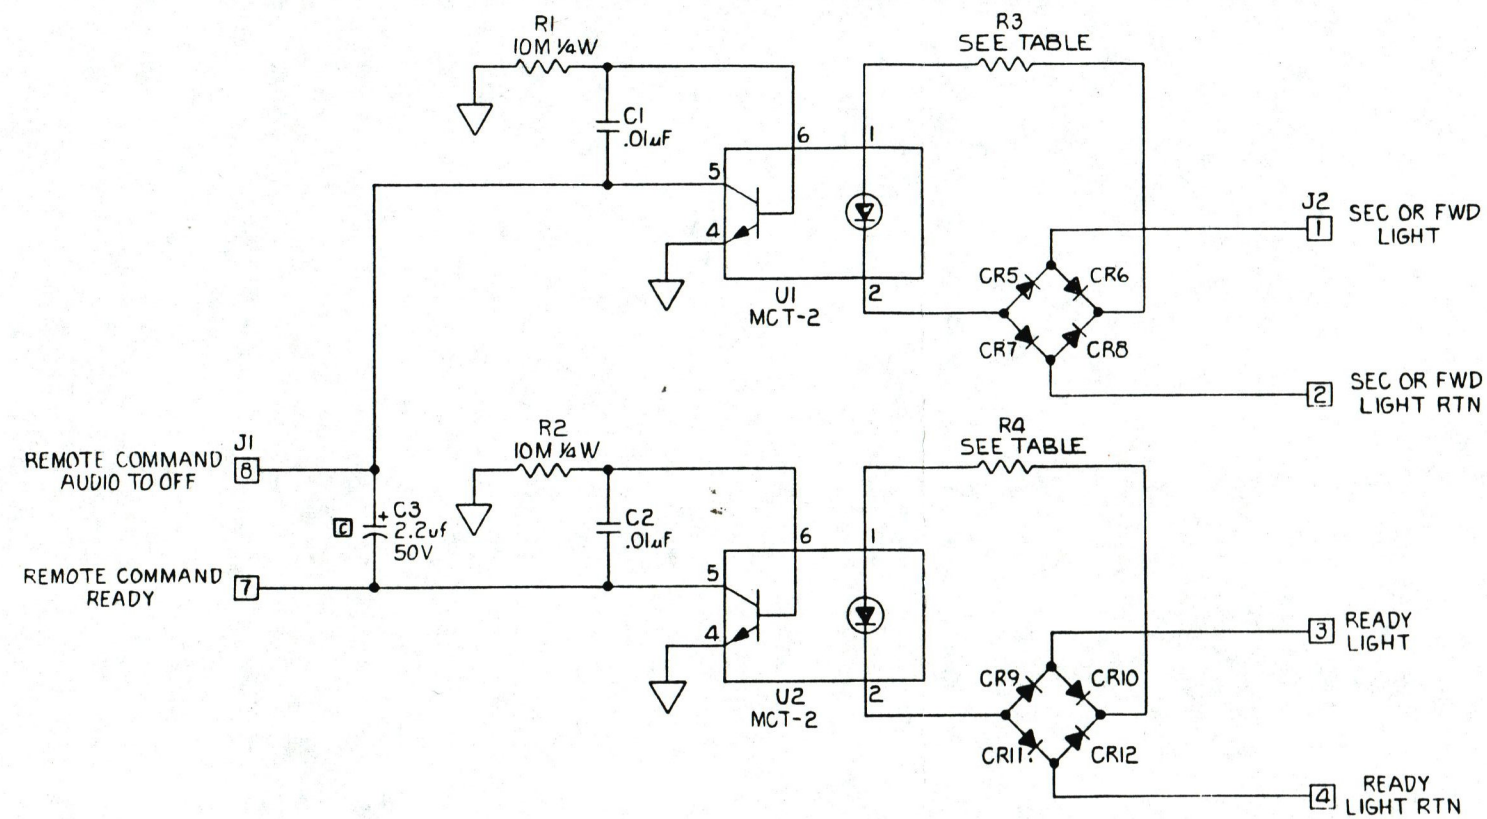 R1
10M ¼W
R3
SEE TABLE
C1
.01uF
6
1
5
4
2
U1
MCT-2
J2
1
SEC OR FWD
LIGHT
CR5
CR6
CR7
CR8
2
SEC OR FWD
LIGHT RTN
J1
REMOTE COMMAND
AUDIO TO OFF
8
R2
10M ¼W
R4
SEE TABLE
C
+
C3
2.2uf
50V
C2
.01uF
6
1
REMOTE COMMAND
READY
7
5
4
2
U2
MCT-2
3
READY
LIGHT
CR9
CR10
CR11
CR12
4
READY
LIGHT RTN